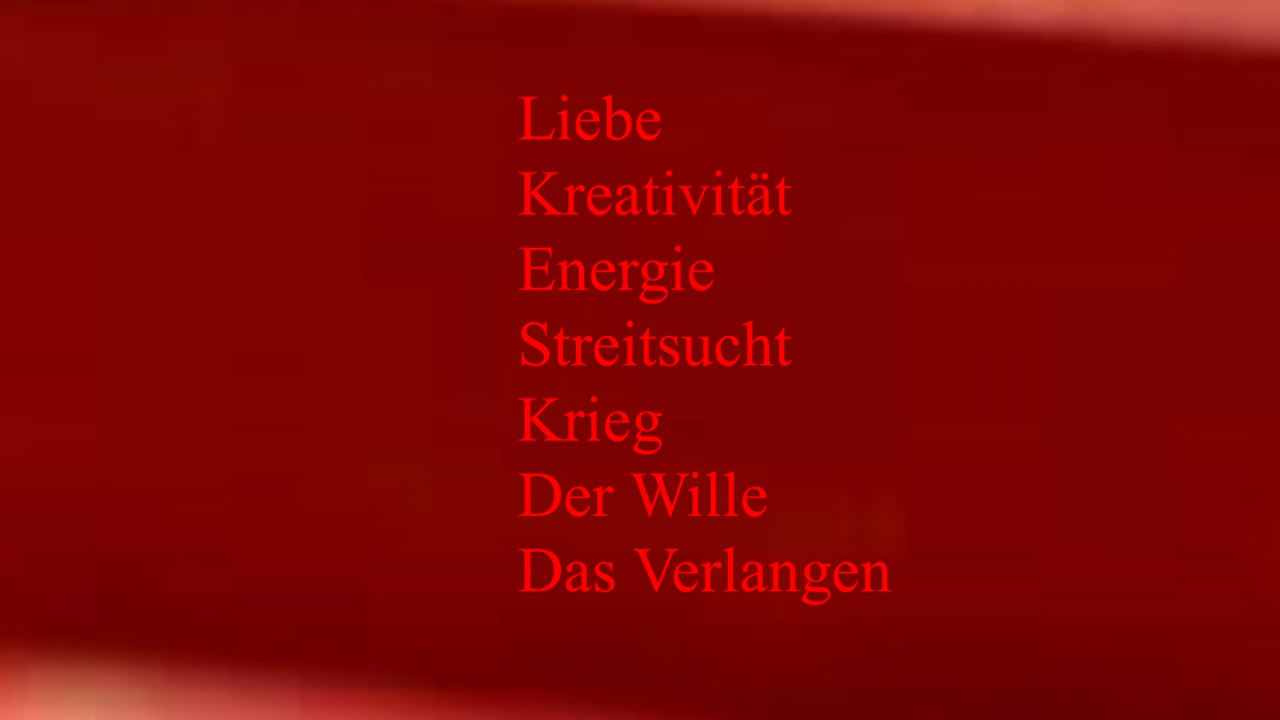 Liebe
Kreativität
Energie
Streitsucht
Krieg
Der Wille
Das Verlangen